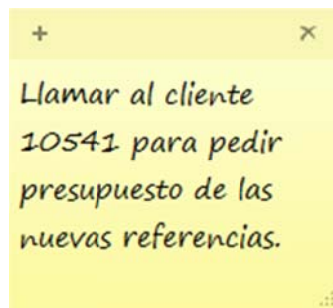 Llamar al cliente
10541 para pedir
presupuesto de las
nuevas referencias.